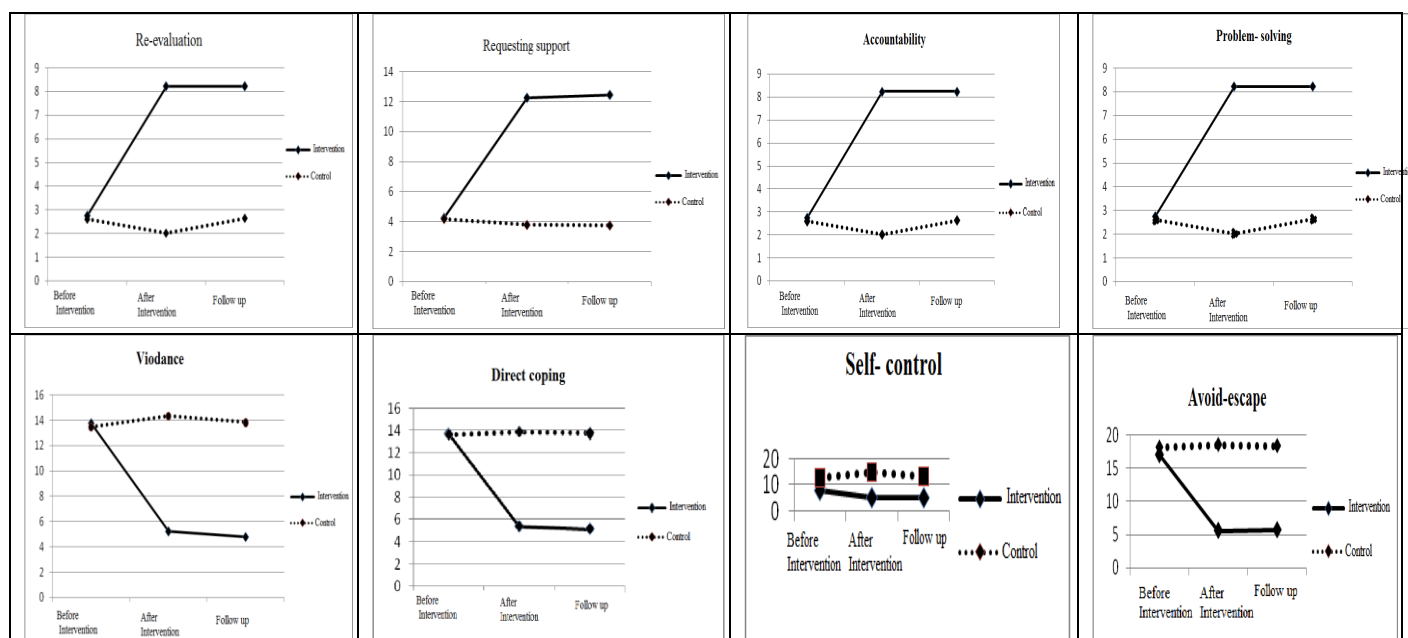 Re-evaluation
9
8
7
6
5
4
3
2
1
0
Before
Intervention
After
Intervention
Follow up
Intervention
Control
Requesting support
14
12
10
8
6
4
2
0
Before
Intervention
After
Intervention
Follow up
Intervention
Control
Accountability
9
8
7
6
5
4
3
2
1
0
Before
Intervention
After
Intervention
Follow up
Intervention
Control
Problem- solving
9
8
7
6
5
4
3
2
1
0
Before
Intervention
After
Intervention
Follow up
Interventi
Control
Viodance
16
14
12
10
8
6
4
2
0
Before
Intervention
After
Intervention
Follow up
Intervention
Control
Direct coping
16
14
12
10
8
6
4
2
0
Before
Intervention
After
Intervention
Follow up
Intervention
Control
Self- control
20
10
0
Before
Intervention
After
Intervention
Follow up
Intervention
Control
Avoid-escape
20
15
10
5
0
Before
Intervention
After
Intervention
Follow up
Intervention
Control